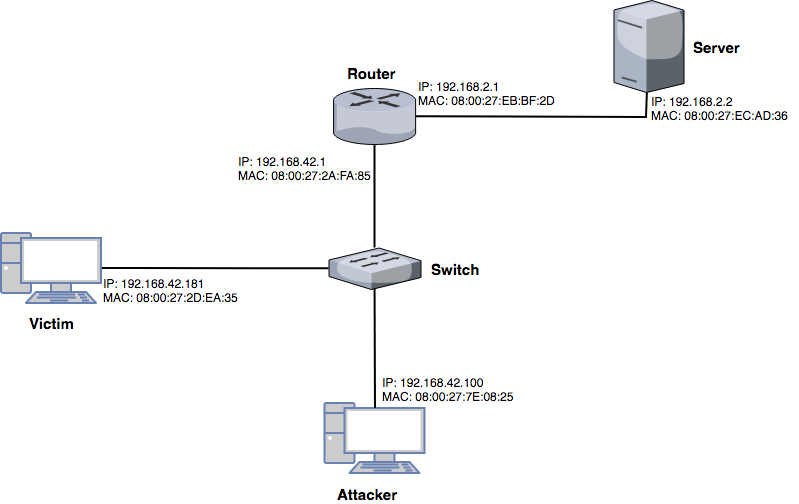 Server
Router
IP: 192.168.2.1
MAC: 08:00:27:EB:BF:2D
IP: 192.168.2.2
MAC: 08:00:27:EC:AD:36
IP: 192.168.42.1
MAC: 08:00:27:2A:FA:85
Switch
IP: 192.168.42.181
MAC: 08:00:27:2D:EA:35
Victim
IP: 192.168.42.100
MAC: 08:00:27:7E:08:25
Attacker